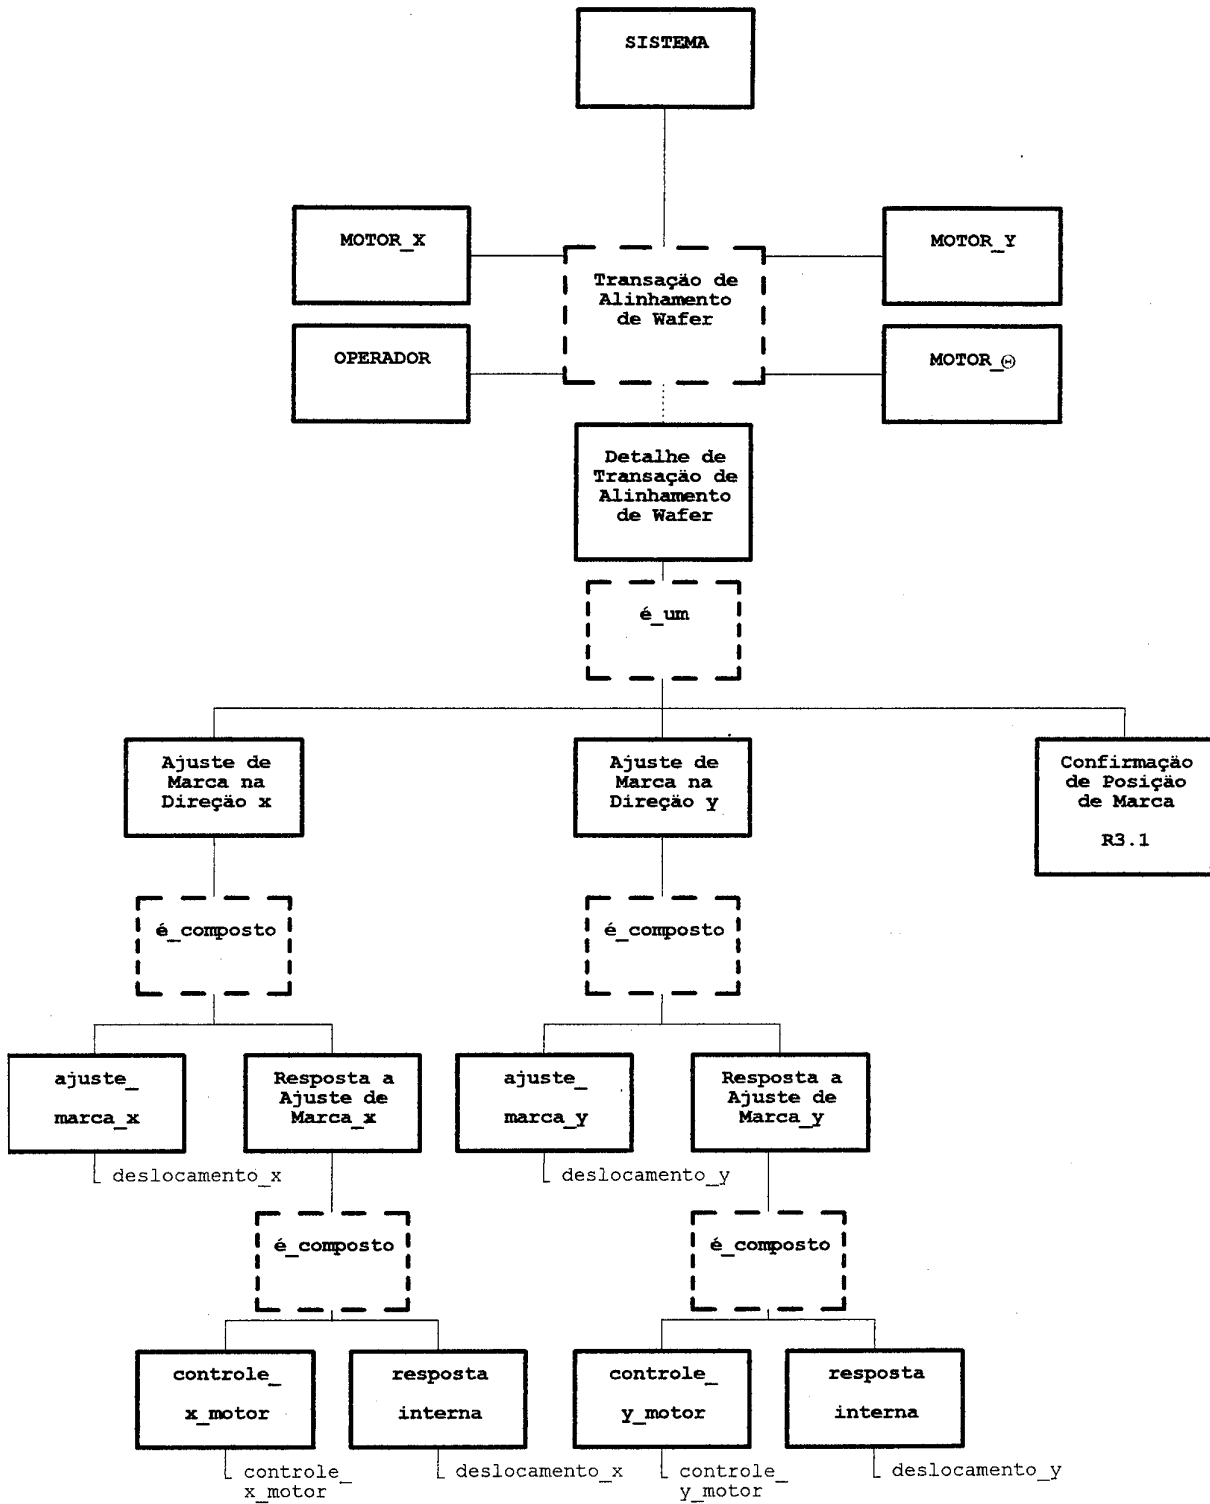 SISTEMA
MOTOR_X
MOTOR_Y
Transação de
Alinhamento
de Wafer
OPERADOR
MOTOR_Θ
Detalhe de
Transação de
Alinhamento
de Wafer
é_um
Ajuste de
Marca na
Direção x
Ajuste de
Marca na
Direção y
Confirmação
de Posição
de Marca
R3.1
é_composto
é_composto
ajuste_
marca_x
Resposta a
Ajuste de
Marca_x
ajuste_
marca_y
Resposta a
Ajuste de
Marca_y
deslocamento_x
deslocamento_y
é_composto
é_composto
controle_
x_motor
resposta
interna
controle_
y_motor
resposta
interna
controle_
x_motor
deslocamento_x
controle_
y_motor
deslocamento_y